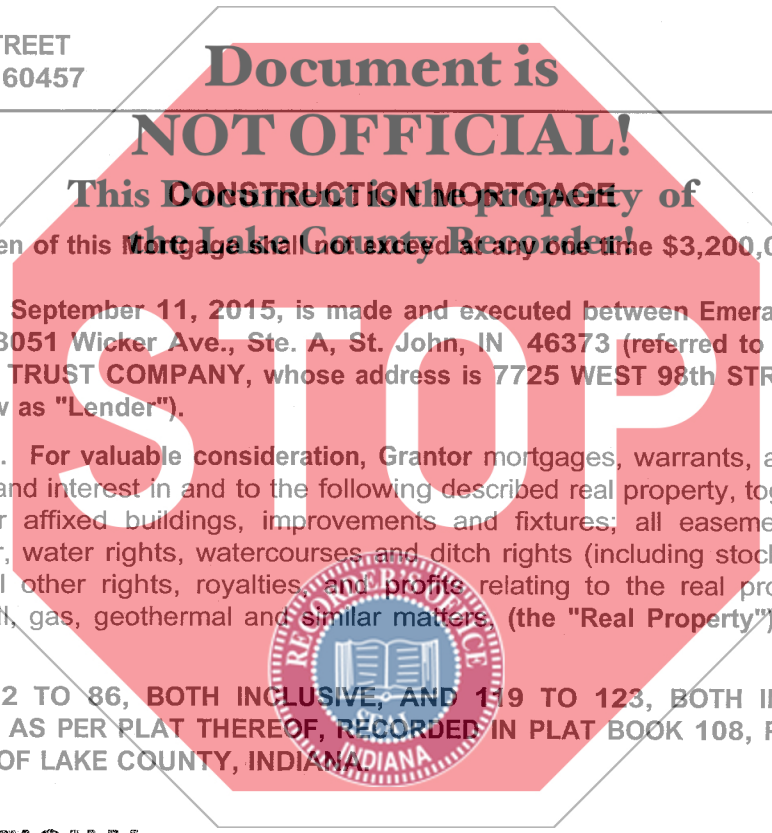 TREET
60457
Document is
NOT OFFICIAL!
This Document is the property of
the Lake County Recorder!
CONSTRUCTION MORTGAGE
en of this Mortgage shall not exceed at any one time $3,200,0
September 11, 2015, is made and executed between Emera
3051 Wicker Ave., Ste. A, St. John, IN 46373 (referred to
TRUST COMPANY, whose address is 7725 WEST 98th STR
w as "Lender").
. For valuable consideration, Grantor mortgages, warrants, a
and interest in and to the following described real property, tog
r affixed buildings, improvements and fixtures; all easeme
, water rights, watercourses and ditch rights (including stock
l other rights, royalties, and profits relating to the real pro
il, gas, geothermal and similar matters, (the "Real Property")
2 TO 86, BOTH INCLUSIVE, AND 119 TO 123, BOTH I
AS PER PLAT THEREOF, RECORDED IN PLAT BOOK 108,
OF LAKE COUNTY, INDIANA.
STOP
RECORDER'S OFFICE
INDIANA